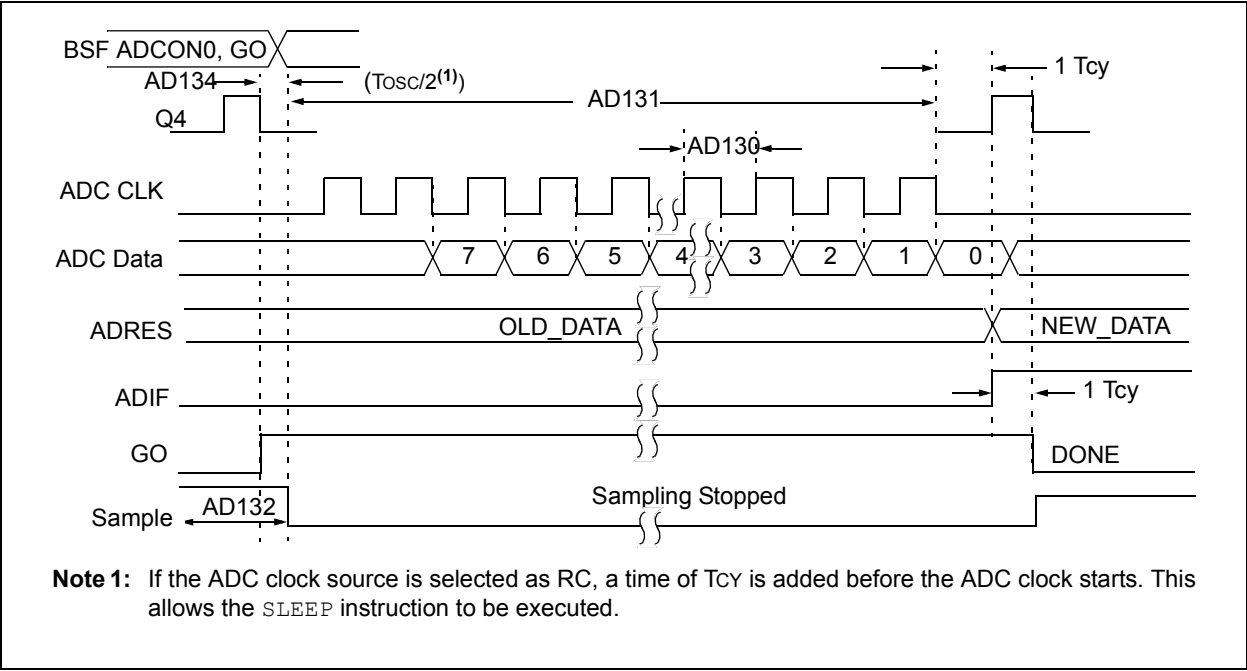 BSF ADCON0, GO
AD134
(TOSC/2(1))
1 TCY
AD131
Q4
AD130
ADC CLK
ADC Data
7 6 5 4 3 2 1 0
ADRES
OLD_DATA
NEW_DATA
ADIF
1 TCY
GO
DONE
Sample
AD132
Sampling Stopped
Note 1: If the ADC clock source is selected as RC, a time of TCY is added before the ADC clock starts. This
allows the SLEEP instruction to be executed.